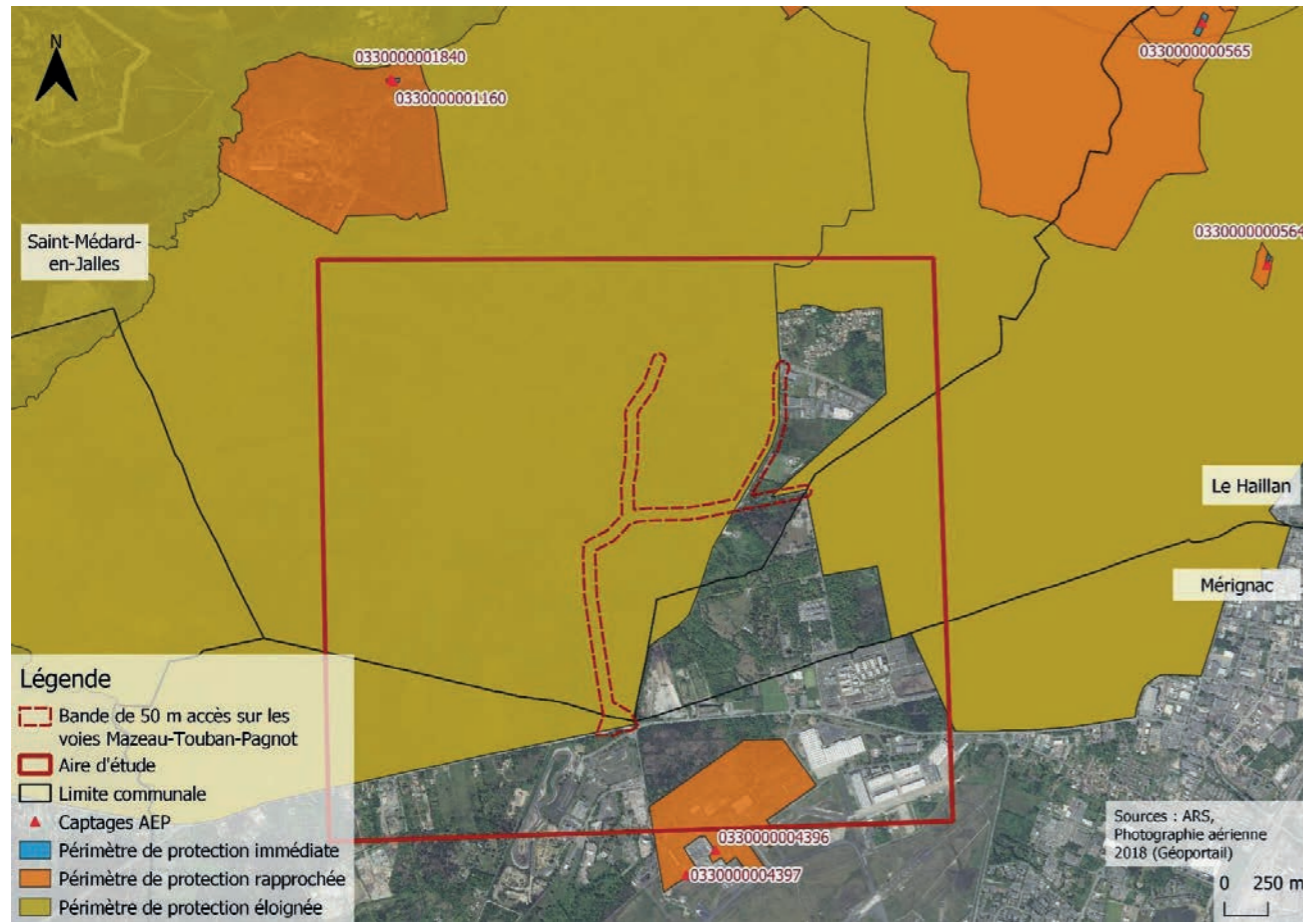 N
0330000001840
0330000001160
0330000000565
0330000000564
Saint-Médard-
en-Jalles
Le Haillan
Mérignac
0330000004396
0330000004397
Légende
Bande de 50 m accès sur les
voies Mazeau-Touban-Pagnot
Aire d'étude
Limite communale
Captages AEP
Périmètre de protection immédiate
Périmètre de protection rapprochée
Périmètre de protection éloignée
Sources : ARS,
Photographie aérienne
2018 (Géoportail)
0 250 m